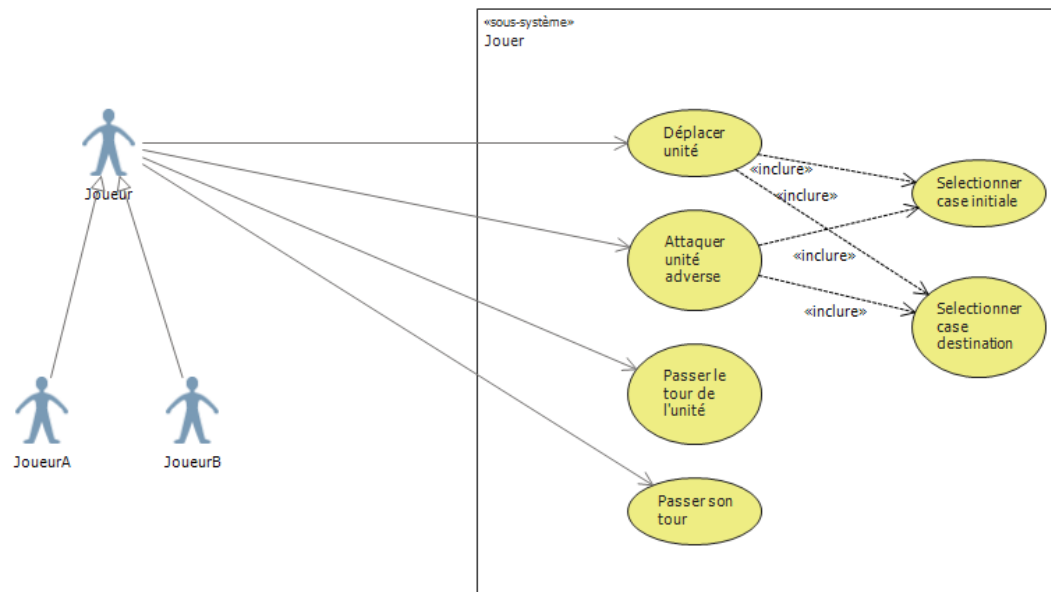 «sous-système»
Jouer
Joueur
JoueurA
JoueurB
Déplacer
unité
Attaquer
unité
adverse
Passer le
tour de
l'unité
Passer son
tour
«inclure»
«inclure»
«inclure»
«inclure»
Selectionner
case initiale
Selectionner
case
destination